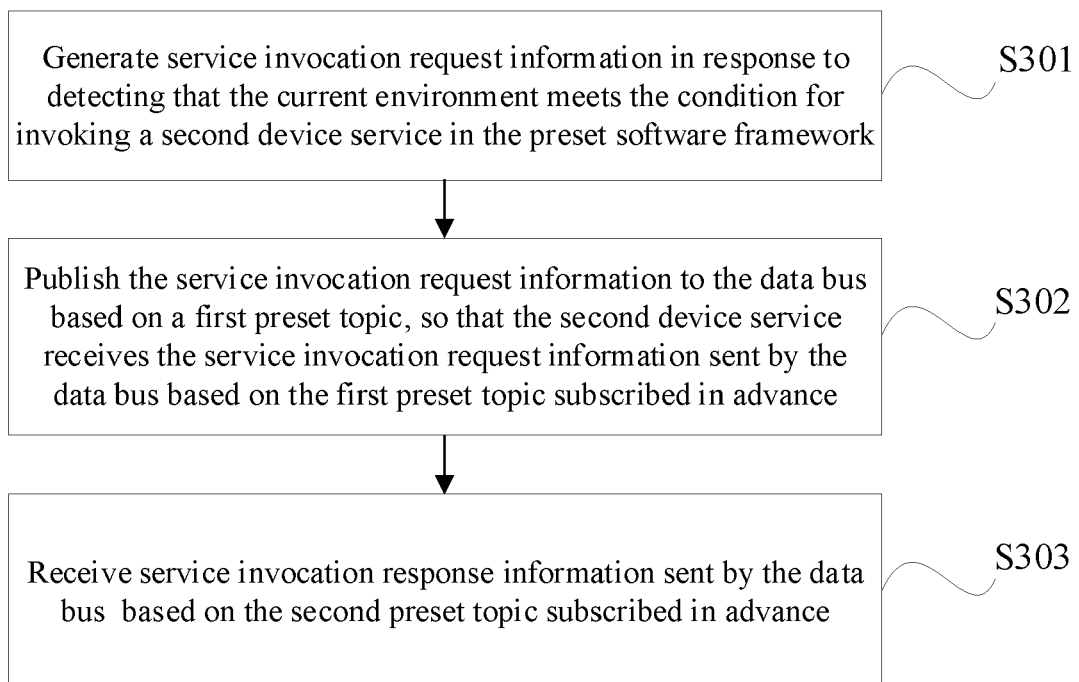 Generate service invocation request information in response to
detecting that the current environment meets the condition for
invoking a second device service in the preset software framework
S301
Publish the service invocation request information to the data bus
based on a first preset topic, so that the second device service
receives the service invocation request information sent by the
data bus based on the first preset topic subscribed in advance
S302
Receive service invocation response information sent by the data
bus based on the second preset topic subscribed in advance
S303